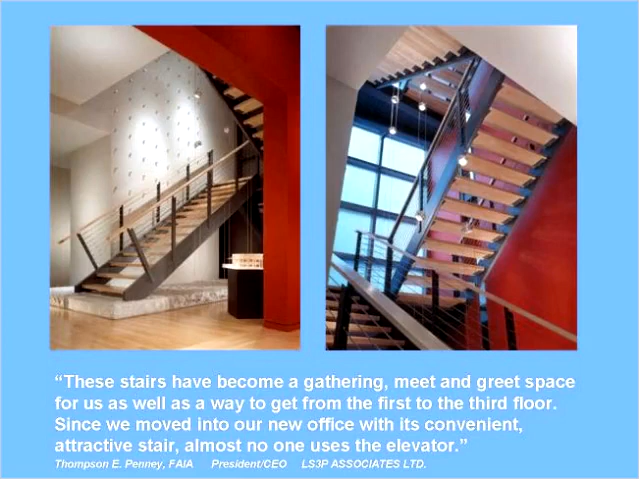 “These stairs have become a gathering, meet and greet space
for us as well as a way to get from the first to the third floor.
Since we moved into our new office with its convenient,
attractive stair, almost no one uses the elevator.”
Thompson E. Penney, FAIA President/CEO LS3P ASSOCIATES LTD.